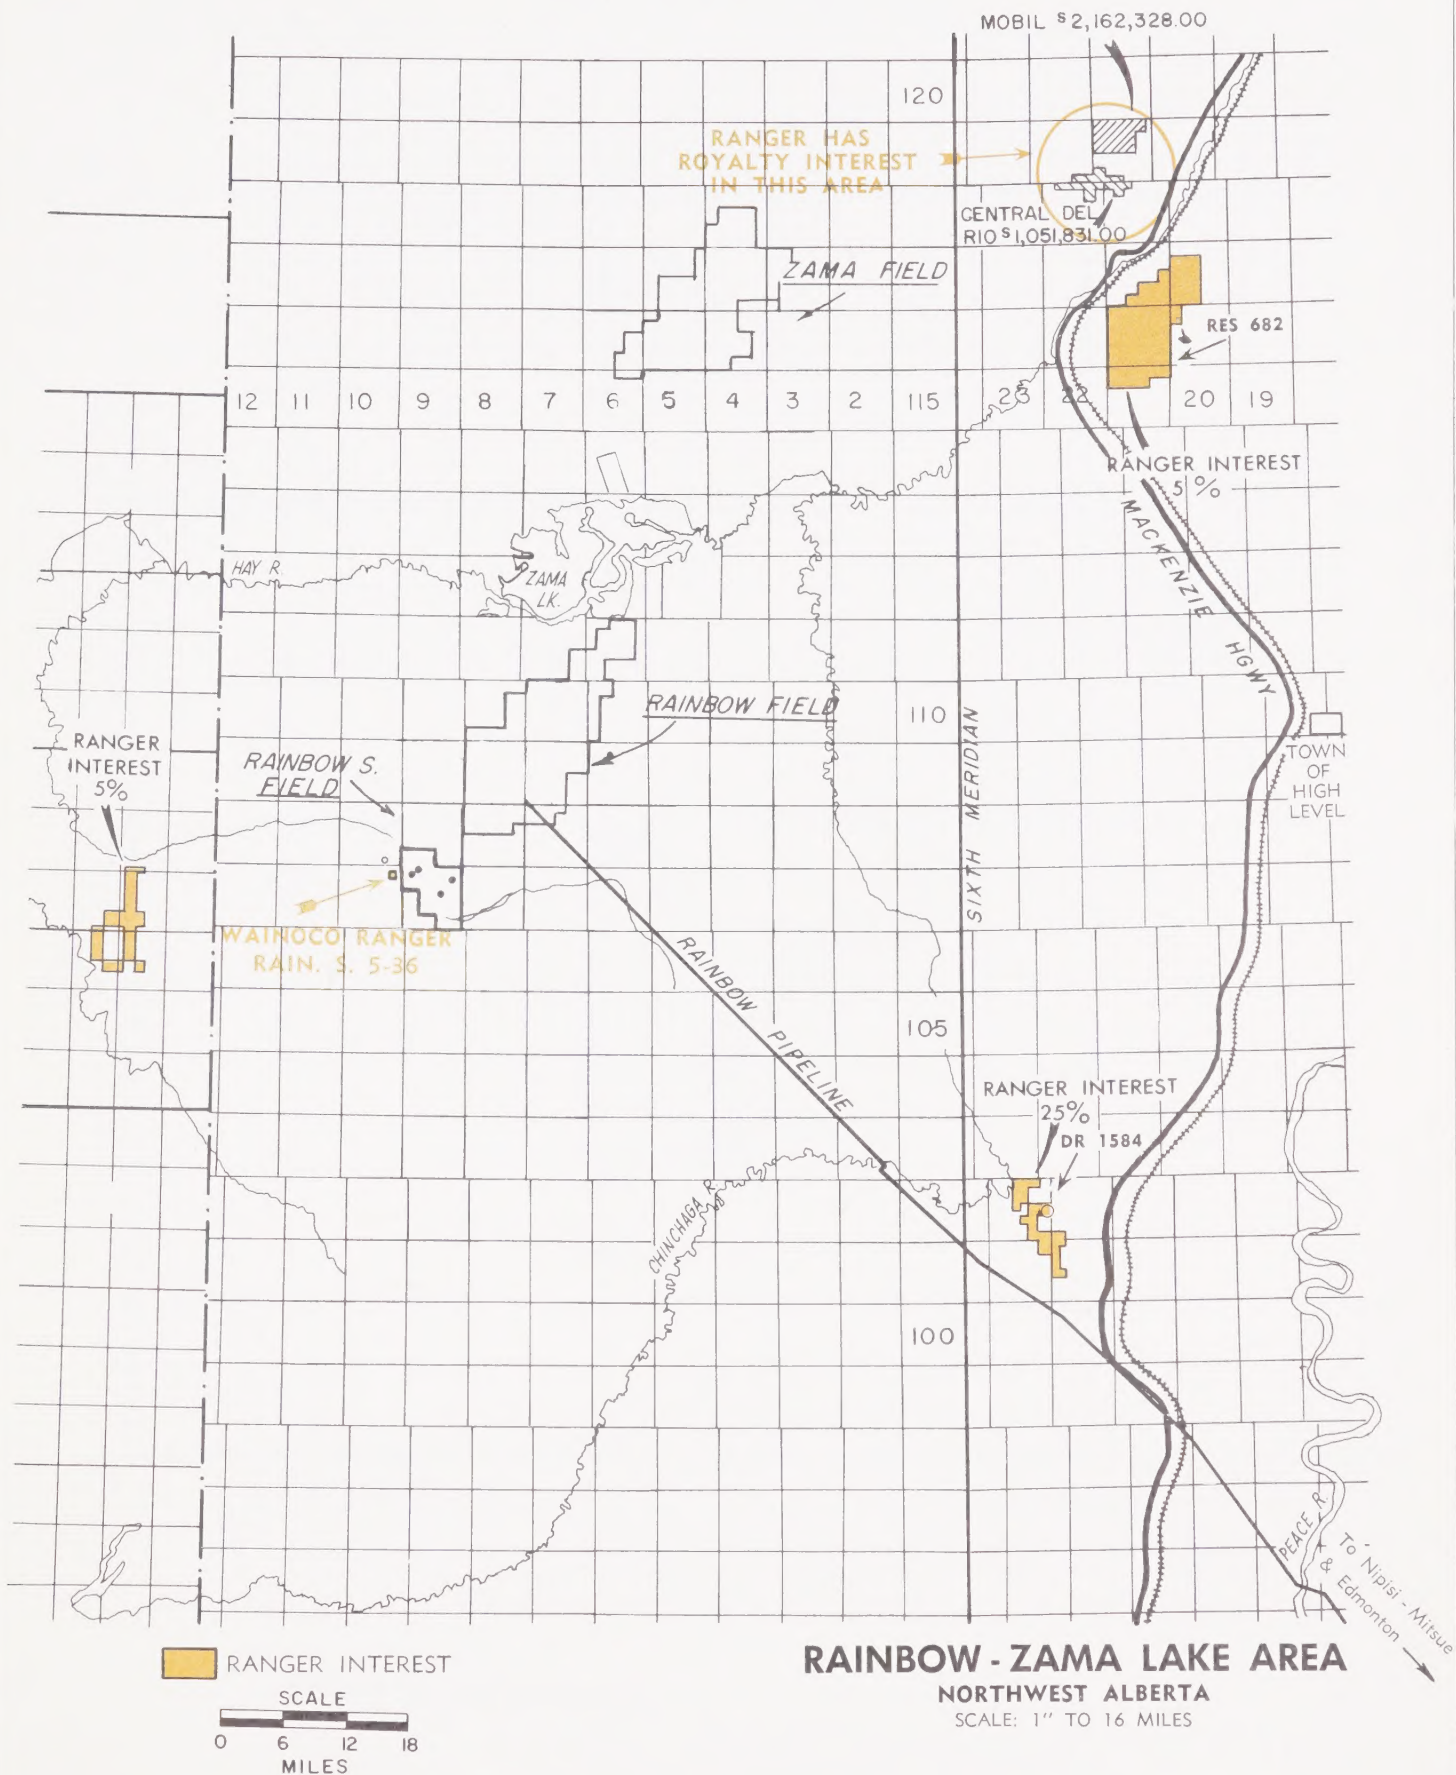 MOBIL $2,162,328.00
120
RANGER HAS
ROYALTY INTEREST
IN THIS AREA
CENTRAL DEL
RIO $1,051,831.00
ZAMA FIELD
RES 682
12 11 10 9 8 7 6 5 4 3 2 115 23 22 20 19
RANGER INTEREST
5%
MACKENZIE HGWY
HAY R.
ZAMA
LK.
RAINBOW FIELD
110
SIXTH MERIDIAN
RANGER
INTEREST
5%
RAINBOW S.
FIELD
TOWN
OF
HIGH
LEVEL
WAINOCO RANGER
RAIN. S. 5-36
RAINBOW PIPELINE
105
RANGER INTEREST
25%
DR 1584
CHINCHAGA R.
100
PEACE R.
To Nipisi - Mitsue
& Edmonton
RANGER INTEREST
SCALE
0 6 12 18
MILES
RAINBOW - ZAMA LAKE AREA
NORTHWEST ALBERTA
SCALE: 1" TO 16 MILES